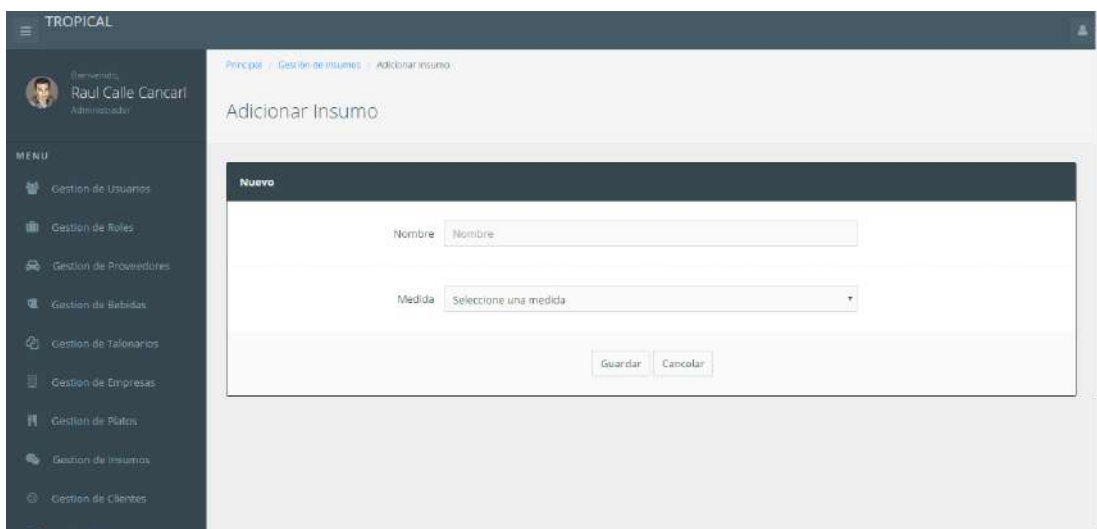 TROPICAL
Bienvenido,
Raul Calle Cancari
Administrador
MENU
Gestion de Usuarios
Gestion de Roles
Gestion de Proveedores
Gestion de Bebidas
Gestion de Talonarios
Gestion de Empresas
Gestion de Platos
Gestion de Insumos
Gestion de Clientes
Principal / Gestión de Insumos / Adicionar insumo
Adicionar Insumo
Nuevo
Nombre Nombre
Medida Seleccione una medida
Guardar Cancelar